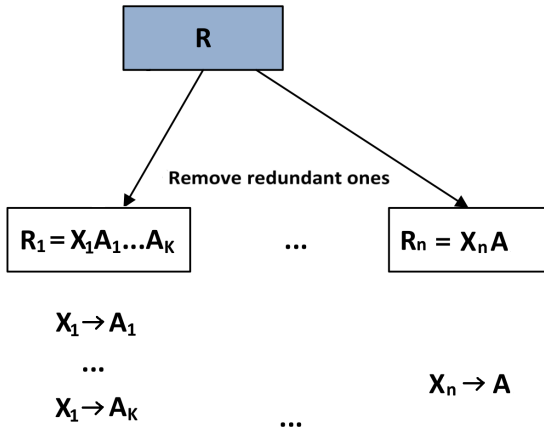 R
Remove redundant ones
R₁ = X₁A₁...Aₖ ... Rₙ = XₙA
X₁ → A₁
...
Xₙ → A
X₁ → Aₖ ...